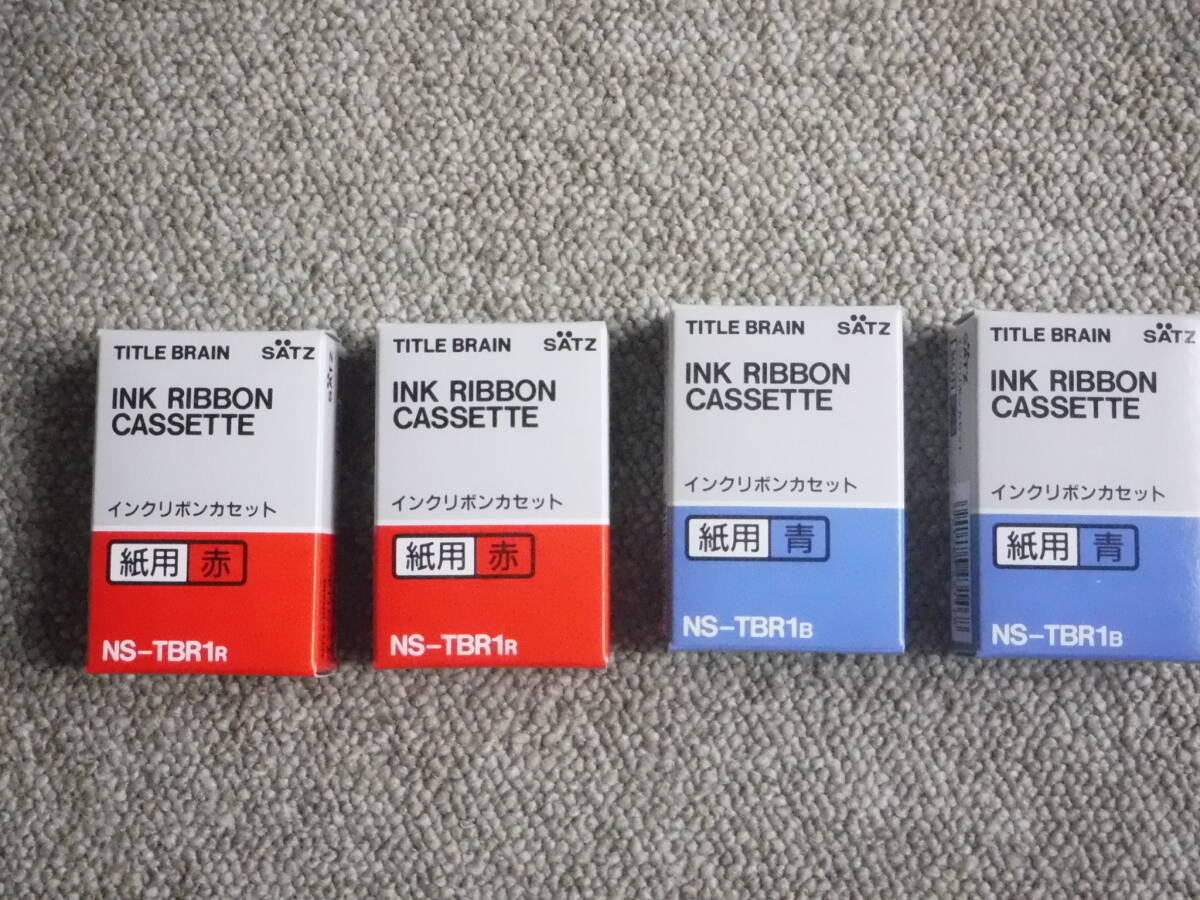 TITLE BRAIN SÄTZ
INK RIBBON
CASSETTE
インクリボンカセット
紙用 赤
NS-TBR1R
TITLE BRAIN SÄTZ
INK RIBBON
CASSETTE
インクリボンカセット
紙用 赤
NS-TBR1R
TITLE BRAIN SÄTZ
INK RIBBON
CASSETTE
インクリボンカセット
紙用 青
NS-TBR1B
TITLE BRAIN SÄTZ
INK RIBBON
CASSETTE
インクリボンカセット
紙用 青
NS-TBR1B